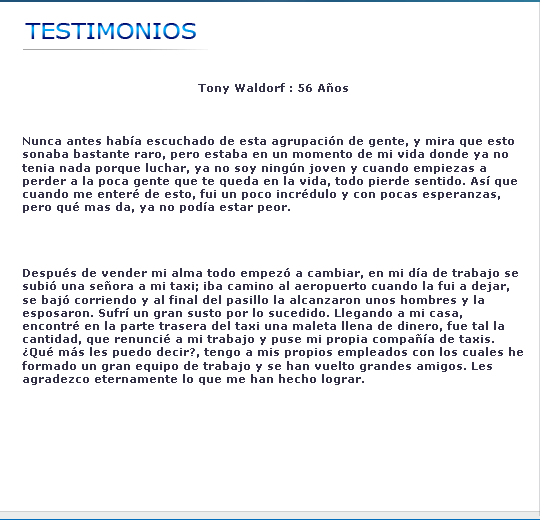 TESTIMONIOS
Tony Waldorf : 56 Años
Nunca antes había escuchado de esta agrupación de gente, y mira que esto
sonaba bastante raro, pero estaba en un momento de mi vida donde ya no
tenia nada porque luchar, ya no soy ningún joven y cuando empiezas a
perder a la poca gente que te queda en la vida, todo pierde sentido. Así que
cuando me enteré de esto, fui un poco incrédulo y con pocas esperanzas,
pero qué mas da, ya no podía estar peor.
Después de vender mi alma todo empezó a cambiar, en mi día de trabajo se
subió una señora a mi taxi; iba camino al aeropuerto cuando la fui a dejar,
se bajó corriendo y al final del pasillo la alcanzaron unos hombres y la
esposaron. Sufrí un gran susto por lo sucedido. Llegando a mi casa,
encontré en la parte trasera del taxi una maleta llena de dinero, fue tal la
cantidad, que renuncié a mi trabajo y puse mi propia compañía de taxis.
¿Qué más les puedo decir?, tengo a mis propios empleados con los cuales he
formado un gran equipo de trabajo y se han vuelto grandes amigos. Les
agradezco eternamente lo que me han hecho lograr.